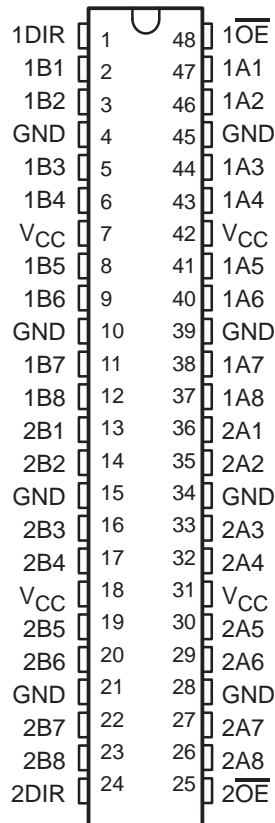 1DIR 1 48 1O̅E̅
1B1 2 47 1A1
1B2 3 46 1A2
GND 4 45 GND
1B3 5 44 1A3
1B4 6 43 1A4
VCC 7 42 VCC
1B5 8 41 1A5
1B6 9 40 1A6
GND 10 39 GND
1B7 11 38 1A7
1B8 12 37 1A8
2B1 13 36 2A1
2B2 14 35 2A2
GND 15 34 GND
2B3 16 33 2A3
2B4 17 32 2A4
VCC 18 31 VCC
2B5 19 30 2A5
2B6 20 29 2A6
GND 21 28 GND
2B7 22 27 2A7
2B8 23 26 2A8
2DIR 24 25 2O̅E̅